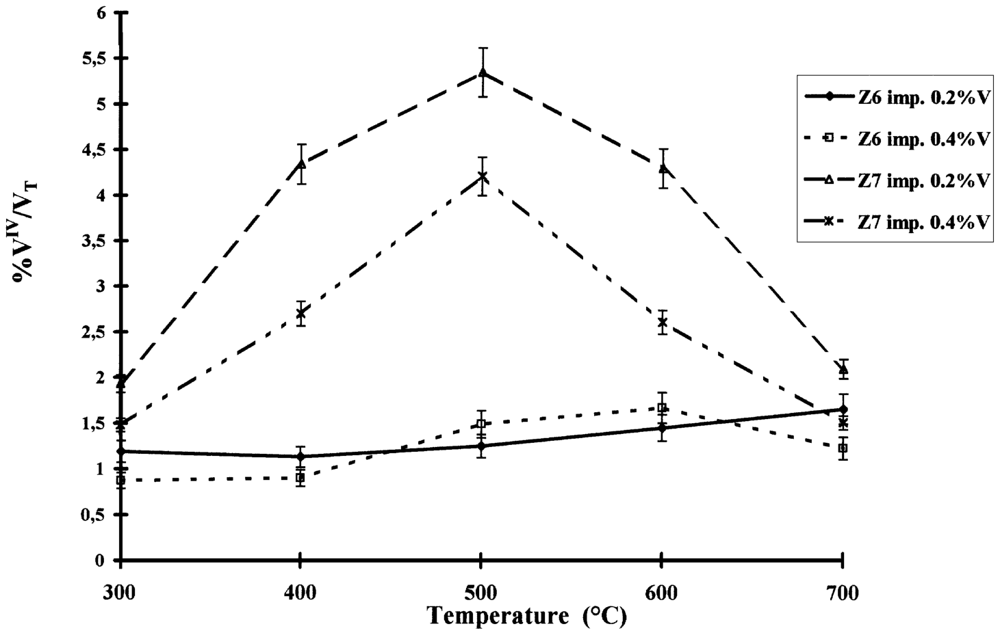 6
5,5
5
4,5
4
3,5
3
2,5
2
1,5
1
0,5
0
%V^IV/V_T
300 400 500 600 700
Temperature (°C)
Z6 imp. 0.2%V
Z6 imp. 0.4%V
Z7 imp. 0.2%V
Z7 imp. 0.4%V